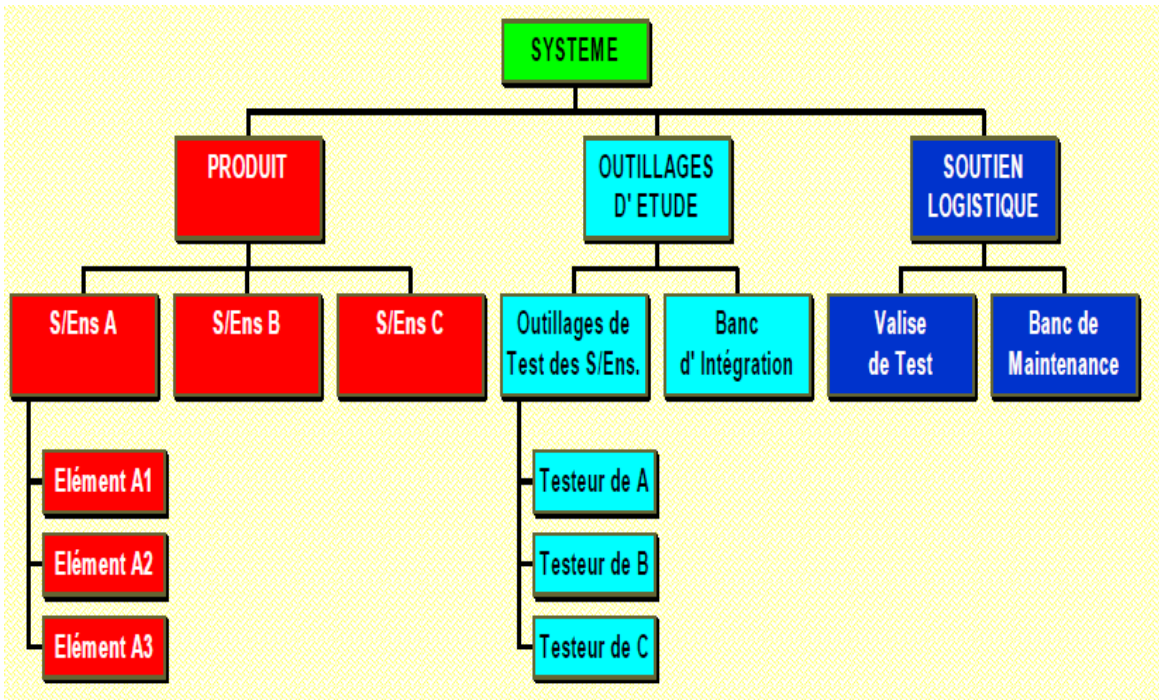 SYSTEME
PRODUIT
OUTILLAGES
D' ETUDE
SOUTIEN
LOGISTIQUE
S/Ens A
S/Ens B
S/Ens C
Outillages de
Test des S/Ens.
Banc
d' Intégration
Valise
de Test
Banc de
Maintenance
Elément A1
Elément A2
Elément A3
Testeur de A
Testeur de B
Testeur de C